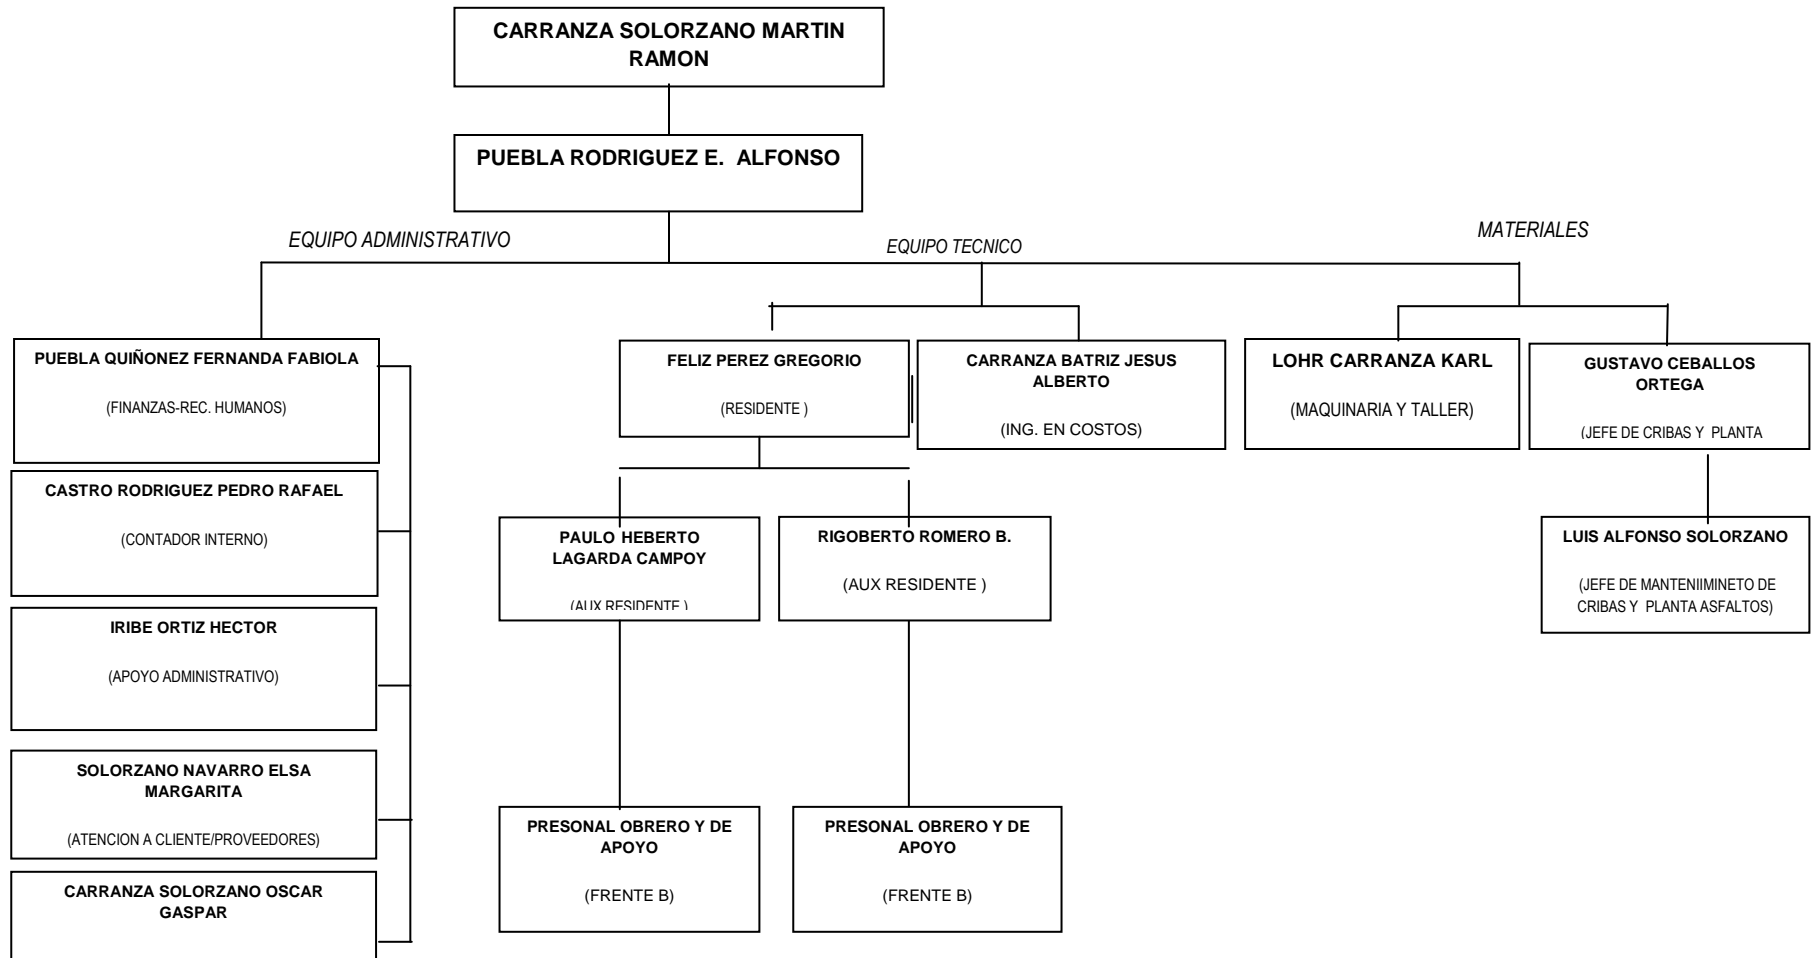 CARRANZA SOLORZANO MARTIN
RAMON
PUEBLA RODRIGUEZ E. ALFONSO
EQUIPO ADMINISTRATIVO
EQUIPO TECNICO
MATERIALES
PUEBLA QUIÑONEZ FERNANDA FABIOLA
(FINANZAS-REC. HUMANOS)
CASTRO RODRIGUEZ PEDRO RAFAEL
(CONTADOR INTERNO)
IRIBE ORTIZ HECTOR
(APOYO ADMINISTRATIVO)
SOLORZANO NAVARRO ELSA
MARGARITA
(ATENCION A CLIENTE/PROVEEDORES)
CARRANZA SOLORZANO OSCAR
GASPAR
FELIZ PEREZ GREGORIO
(RESIDENTE )
CARRANZA BATRIZ JESUS
ALBERTO
(ING. EN COSTOS)
PAULO HEBERTO
LAGARDA CAMPOY
(AUX RESIDENTE )
RIGOBERTO ROMERO B.
(AUX RESIDENTE )
PRESONAL OBRERO Y DE
APOYO
(FRENTE B)
PRESONAL OBRERO Y DE
APOYO
(FRENTE B)
LOHR CARRANZA KARL
(MAQUINARIA Y TALLER)
GUSTAVO CEBALLOS
ORTEGA
(JEFE DE CRIBAS Y PLANTA
LUIS ALFONSO SOLORZANO
(JEFE DE MANTENIIMINETO DE
CRIBAS Y PLANTA ASFALTOS)